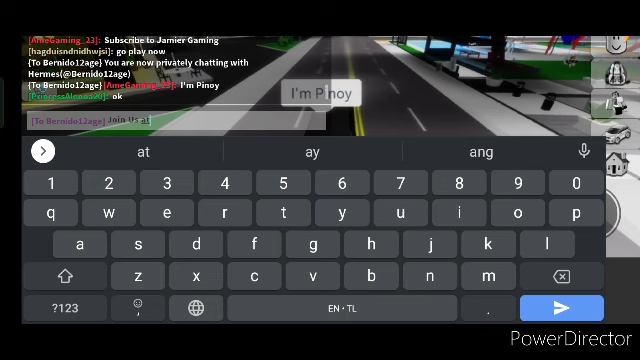 [AmeGaming_23]: Subscribe to Jamier Gaming
[hagduisndnidhwjsi]: go play now
{To Bernido12age} You are now privately chatting with
Hermes(@Bernido12age)
{To Bernido12age} [AmeGaming_23]: I'm Pinoy
ok
I'm Pinoy
[To Bernido12age] Join Us at
at ay ang
1 2 3 4 5 6 7 8 9 0
q w e r t y u i o p
a s d f g h j k l
z x c v b n m
?123 , EN • TL .
PowerDirector